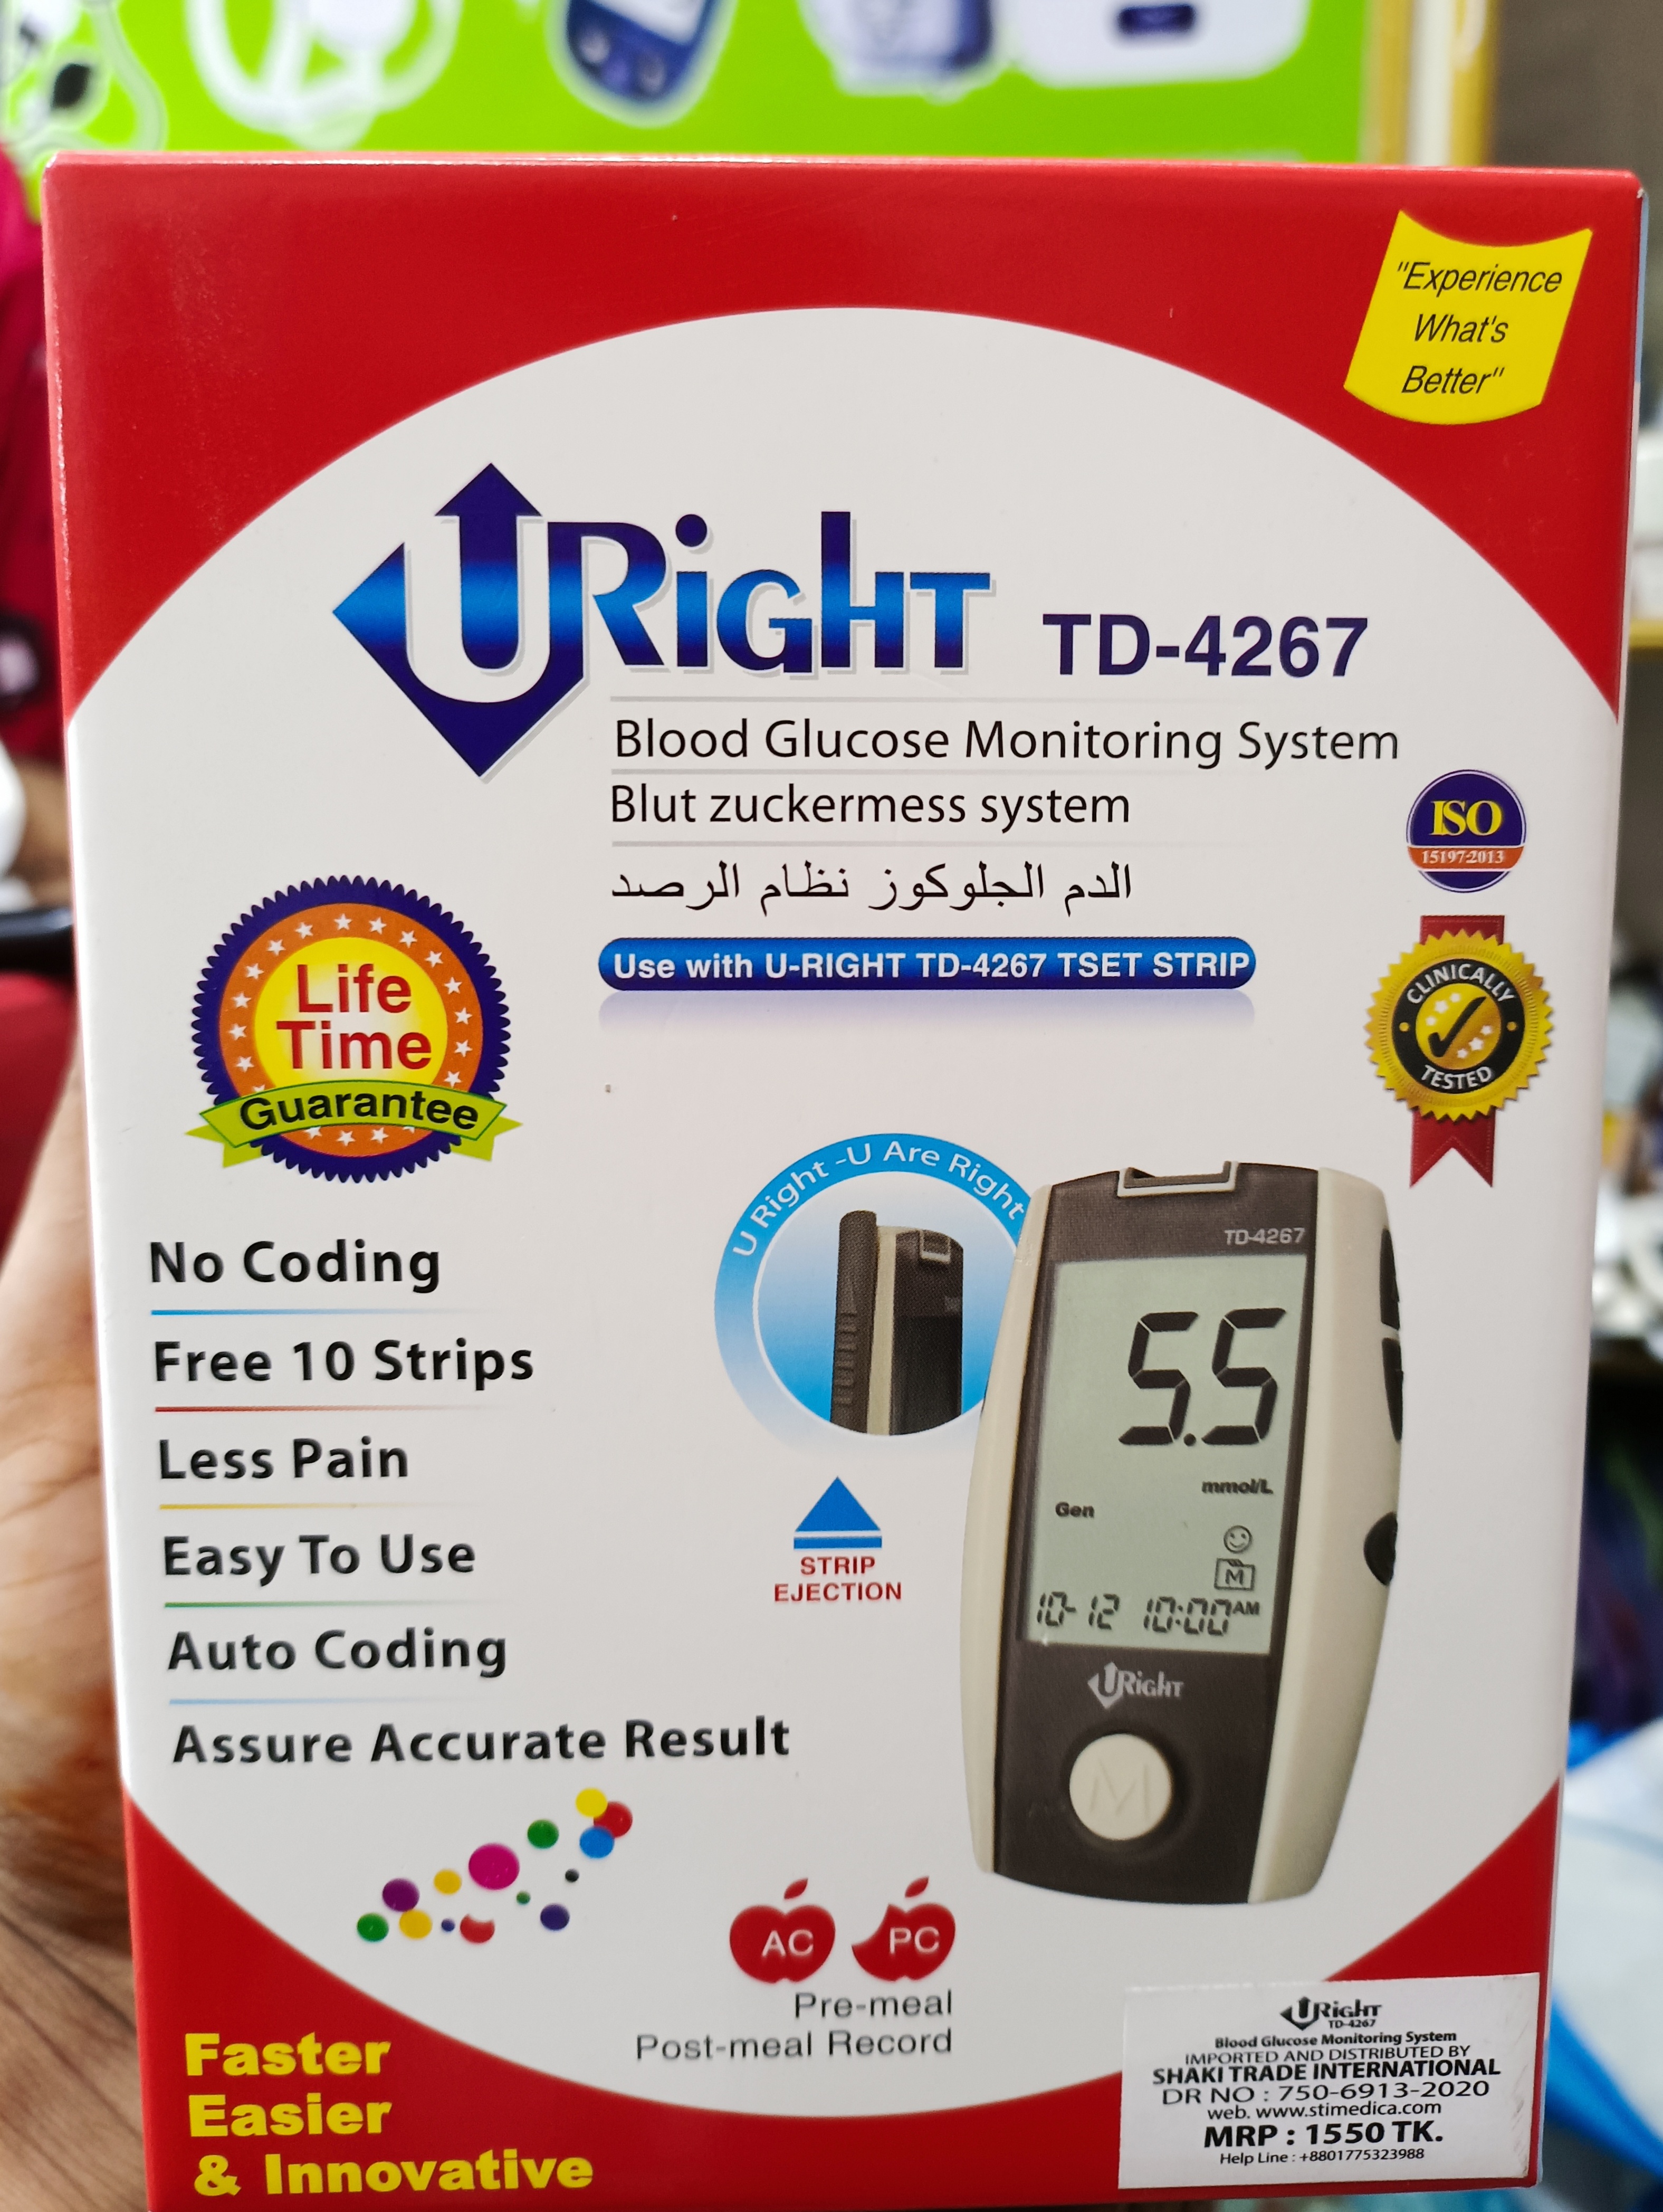 "Experience
What's
Better"
URIGHT TD-4267
Blood Glucose Monitoring System
Blut zuckermess system
الدم الجلوكوز نظام الرصد
ISO
15197:2013
Use with U-RIGHT TD-4267 TSET STRIP
Life
Time
Guarantee
CLINICALLY
TESTED
U Right -U Are Right
No Coding
Free 10 Strips
Less Pain
Easy To Use
Auto Coding
Assure Accurate Result
STRIP
EJECTION
TD-4267
5.5
mmol/L
Gen
M
10-12 10:00 AM
URIGHT
M
AC PC
Pre-meal
Post-meal Record
Faster
Easier
& Innovative
URIGHT
TD-4267
Blood Glucose Monitoring System
IMPORTED AND DISTRIBUTED BY
SHAKI TRADE INTERNATIONAL
DR NO : 750-6913-2020
web. www.stimedica.com
MRP : 1550 TK.
Help Line : +8801775323988